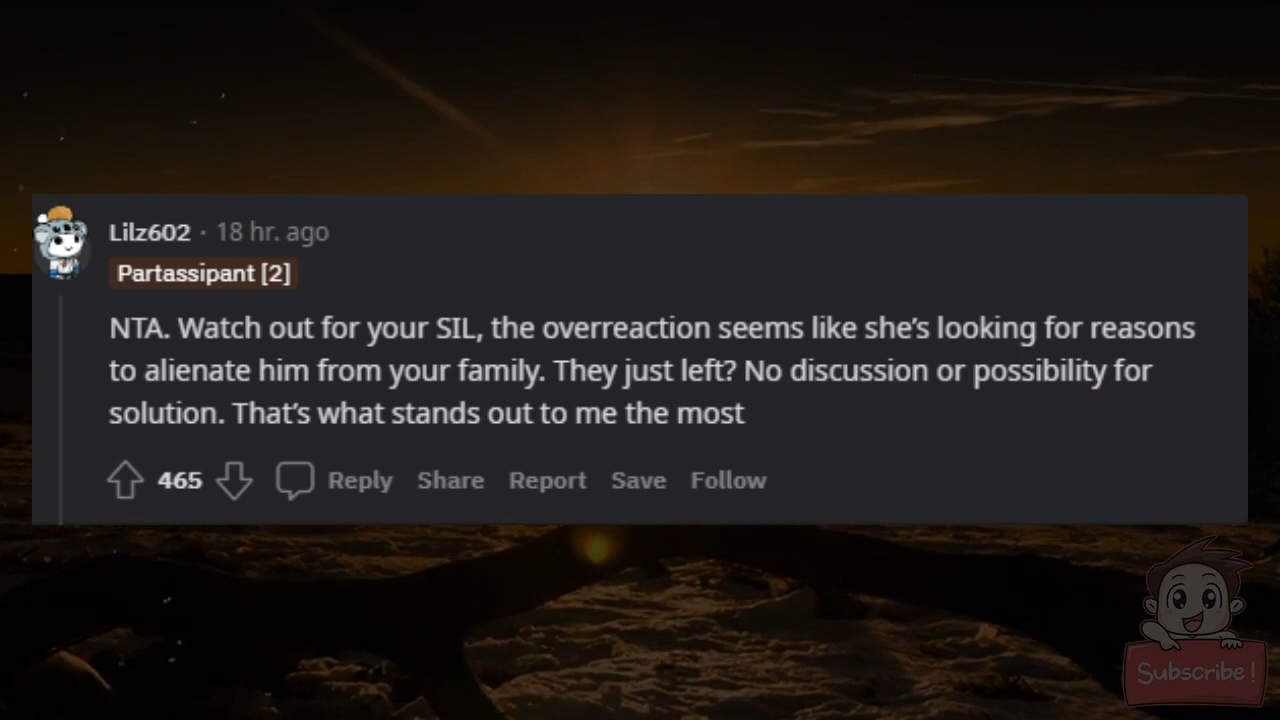 Lilz602 · 18 hr. ago
Partassipant [2]
NTA. Watch out for your SIL, the overreaction seems like she’s looking for reasons
to alienate him from your family. They just left? No discussion or possibility for
solution. That’s what stands out to me the most
465 Reply Share Report Save Follow
Subscribe!